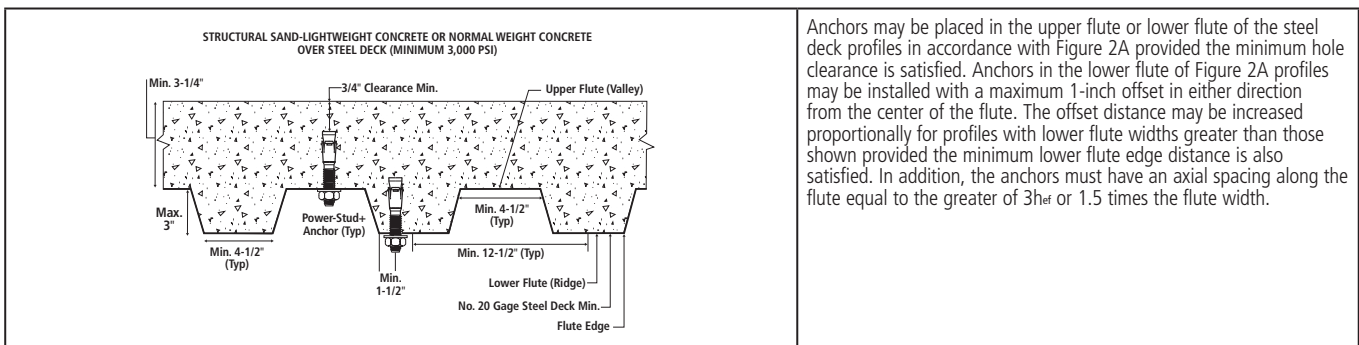 STRUCTURAL SAND-LIGHTWEIGHT CONCRETE OR NORMAL WEIGHT CONCRETE
OVER STEEL DECK (MINIMUM 3,000 PSI)
Min. 3-1/4"
3/4" Clearance Min.
Upper Flute (Valley)
Max.
3"
Min. 4-1/2"
(Typ)
Power-Stud+
Anchor (Typ)
Min. 4-1/2"
(Typ)
Min. 12-1/2" (Typ)
Min.
1-1/2"
Lower Flute (Ridge)
No. 20 Gage Steel Deck Min.
Flute Edge
Anchors may be placed in the upper flute or lower flute of the steel
deck profiles in accordance with Figure 2A provided the minimum hole
clearance is satisfied. Anchors in the lower flute of Figure 2A profiles
may be installed with a maximum 1-inch offset in either direction
from the center of the flute. The offset distance may be increased
proportionally for profiles with lower flute widths greater than those
shown provided the minimum lower flute edge distance is also
satisfied. In addition, the anchors must have an axial spacing along the
flute equal to the greater of 3hef or 1.5 times the flute width.